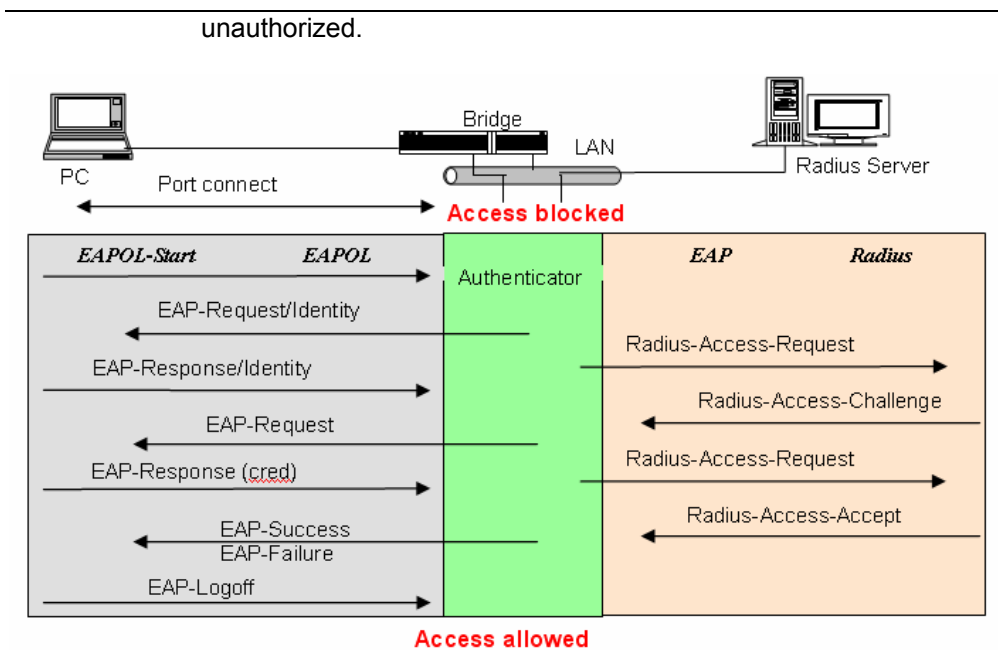 unauthorized.
Bridge
LAN
PC
Port connect
Radius Server
Access blocked
EAPOL-Start EAPOL
Authenticator
EAP Radius
EAP-Request/Identity
Radius-Access-Request
EAP-Response/Identity
Radius-Access-Challenge
EAP-Request
Radius-Access-Request
EAP-Response (cred)
Radius-Access-Accept
EAP-Success
EAP-Failure
EAP-Logoff
Access allowed